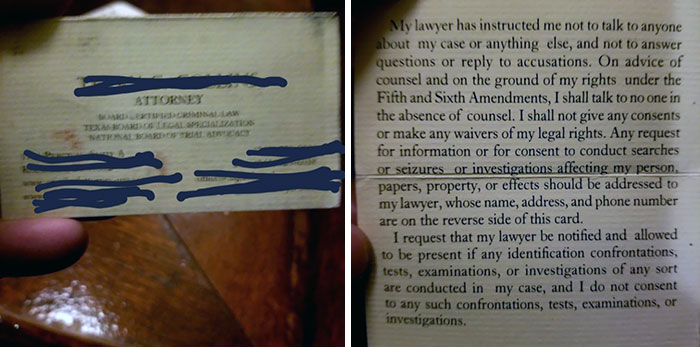 ATTORNEY
BOARD CERTIFIED CRIMINAL LAW
TEXAS BOARD OF LEGAL SPECIALIZATION
NATIONAL BOARD OF TRIAL ADVOCACY
My lawyer has instructed me not to talk to anyone
about my case or anything else, and not to answer
questions or reply to accusations. On advice of
counsel and on the ground of my rights under the
Fifth and Sixth Amendments, I shall talk to no one in
the absence of counsel. I shall not give any consents
or make any waivers of my legal rights. Any request
for information or for consent to conduct searches
or seizures or investigations affecting my person,
papers, property, or effects should be addressed to
my lawyer, whose name, address, and phone number
are on the reverse side of this card.
I request that my lawyer be notified and allowed
to be present if any identification confrontations,
tests, examinations, or investigations of any sort
are conducted in my case, and I do not consent
to any such confrontations, tests, examinations, or
investigations.